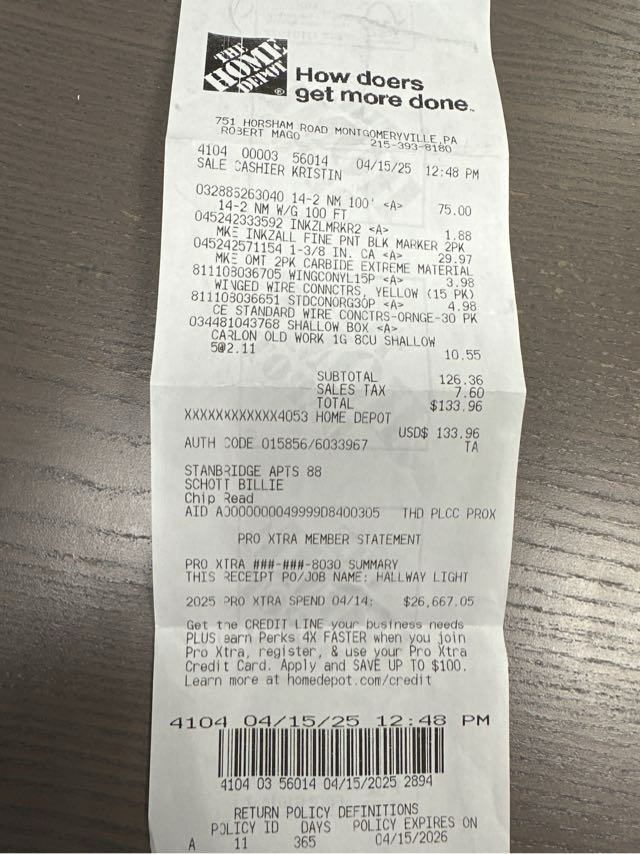 THE
HOME
DEPOT
How doers
get more done.
751 HORSHAM ROAD MONTGOMERYVILLE,PA
ROBERT MAGO 215-393-8180
4104 00003 56014 04/15/25 12:48 PM
SALE CASHIER KRISTIN
032886263040 14-2 NM 100' <A> 75.00
14-2 NM W/G 100 FT
045242333592 INKZLMRKR2 <A> 1.88
MKE INKZALL FINE PNT BLK MARKER 2PK
045242571154 1-3/8 IN. CA <A> 29.97
MKE OMT 2PK CARBIDE EXTREME MATERIAL
811108036705 WINGCONYL15P <A> 3.98
WINGED WIRE CONNCTRS, YELLOW (15 PK)
811108036651 STDCONORG30P <A> 4.98
CE STANDARD WIRE CONCTRS-ORNGE-30 PK
034481043768 SHALLOW BOX <A>
CARLON OLD WORK 1G 8CU SHALLOW
5@2.11 10.55
SUBTOTAL 126.36
SALES TAX 7.60
TOTAL $133.96
XXXXXXXXXXXX4053 HOME DEPOT
USD$ 133.96
AUTH CODE 015856/6033967 TA
STANBRIDGE APTS 88
SCHOTT BILLIE
Chip Read
AID A0000000049999D8400305 THD PLCC PROX
PRO XTRA MEMBER STATEMENT
PRO XTRA ###-###-8030 SUMMARY
THIS RECEIPT PO/JOB NAME: HALLWAY LIGHT
2025 PRO XTRA SPEND 04/14: $26,667.05
Get the CREDIT LINE your business needs
PLUS earn Perks 4X FASTER when you join
Pro Xtra, register, & use your Pro Xtra
Credit Card. Apply and SAVE UP TO $100.
Learn more at homedepot.com/credit
4104 04/15/25 12:48 PM
4104 03 56014 04/15/2025 2894
RETURN POLICY DEFINITIONS
POLICY ID DAYS POLICY EXPIRES ON
A 11 365 04/15/2026